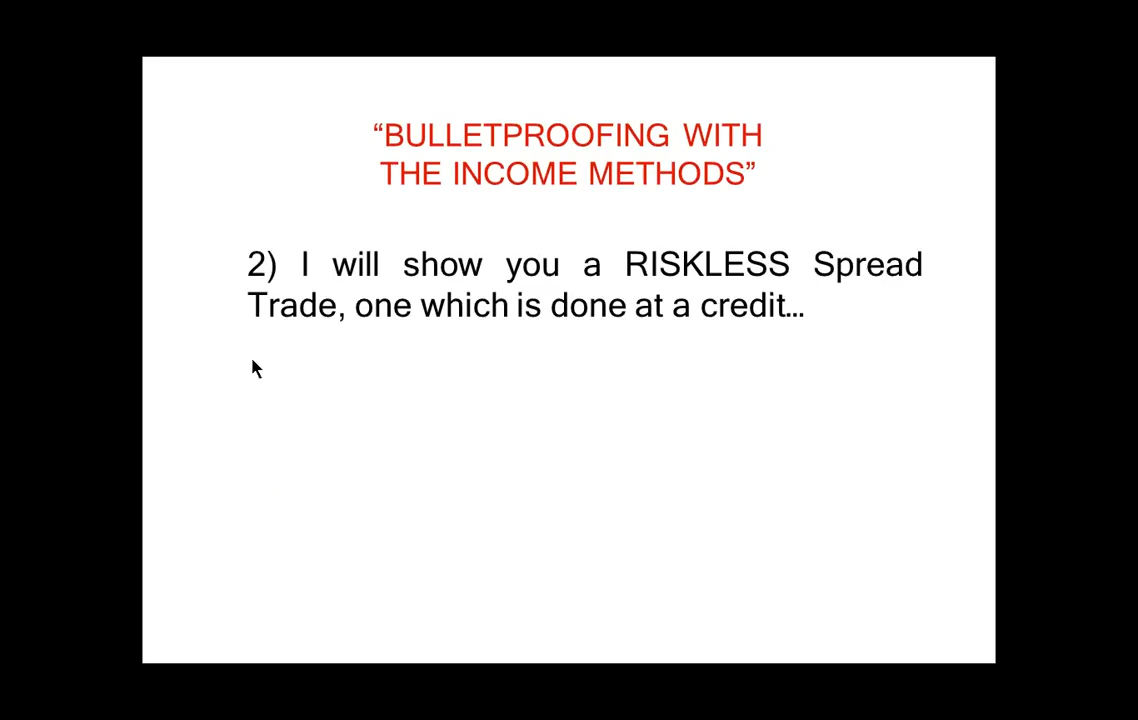 “BULLETPROOFING WITH
THE INCOME METHODS”
2) I will show you a RISKLESS Spread
Trade, one which is done at a credit...